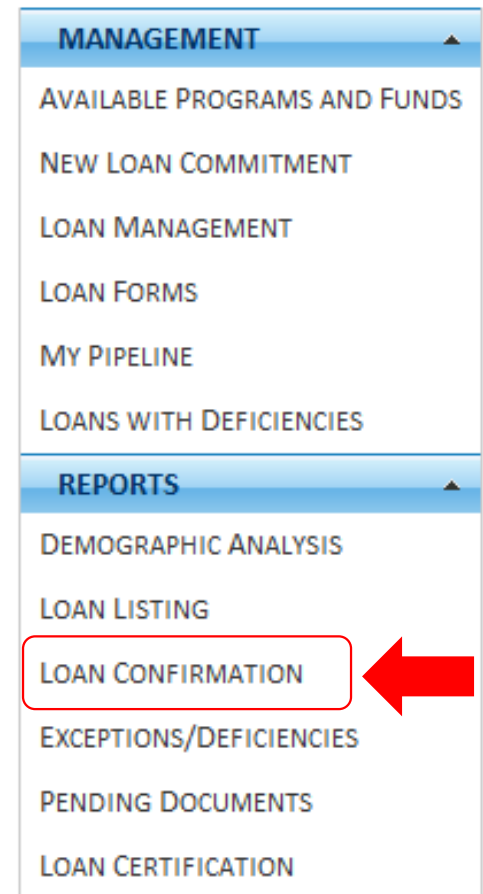 MANAGEMENT
AVAILABLE PROGRAMS AND FUNDS
NEW LOAN COMMITMENT
LOAN MANAGEMENT
LOAN FORMS
MY PIPELINE
LOANS WITH DEFICIENCIES
REPORTS
DEMOGRAPHIC ANALYSIS
LOAN LISTING
LOAN CONFIRMATION
EXCEPTIONS/DEFICIENCIES
PENDING DOCUMENTS
LOAN CERTIFICATION